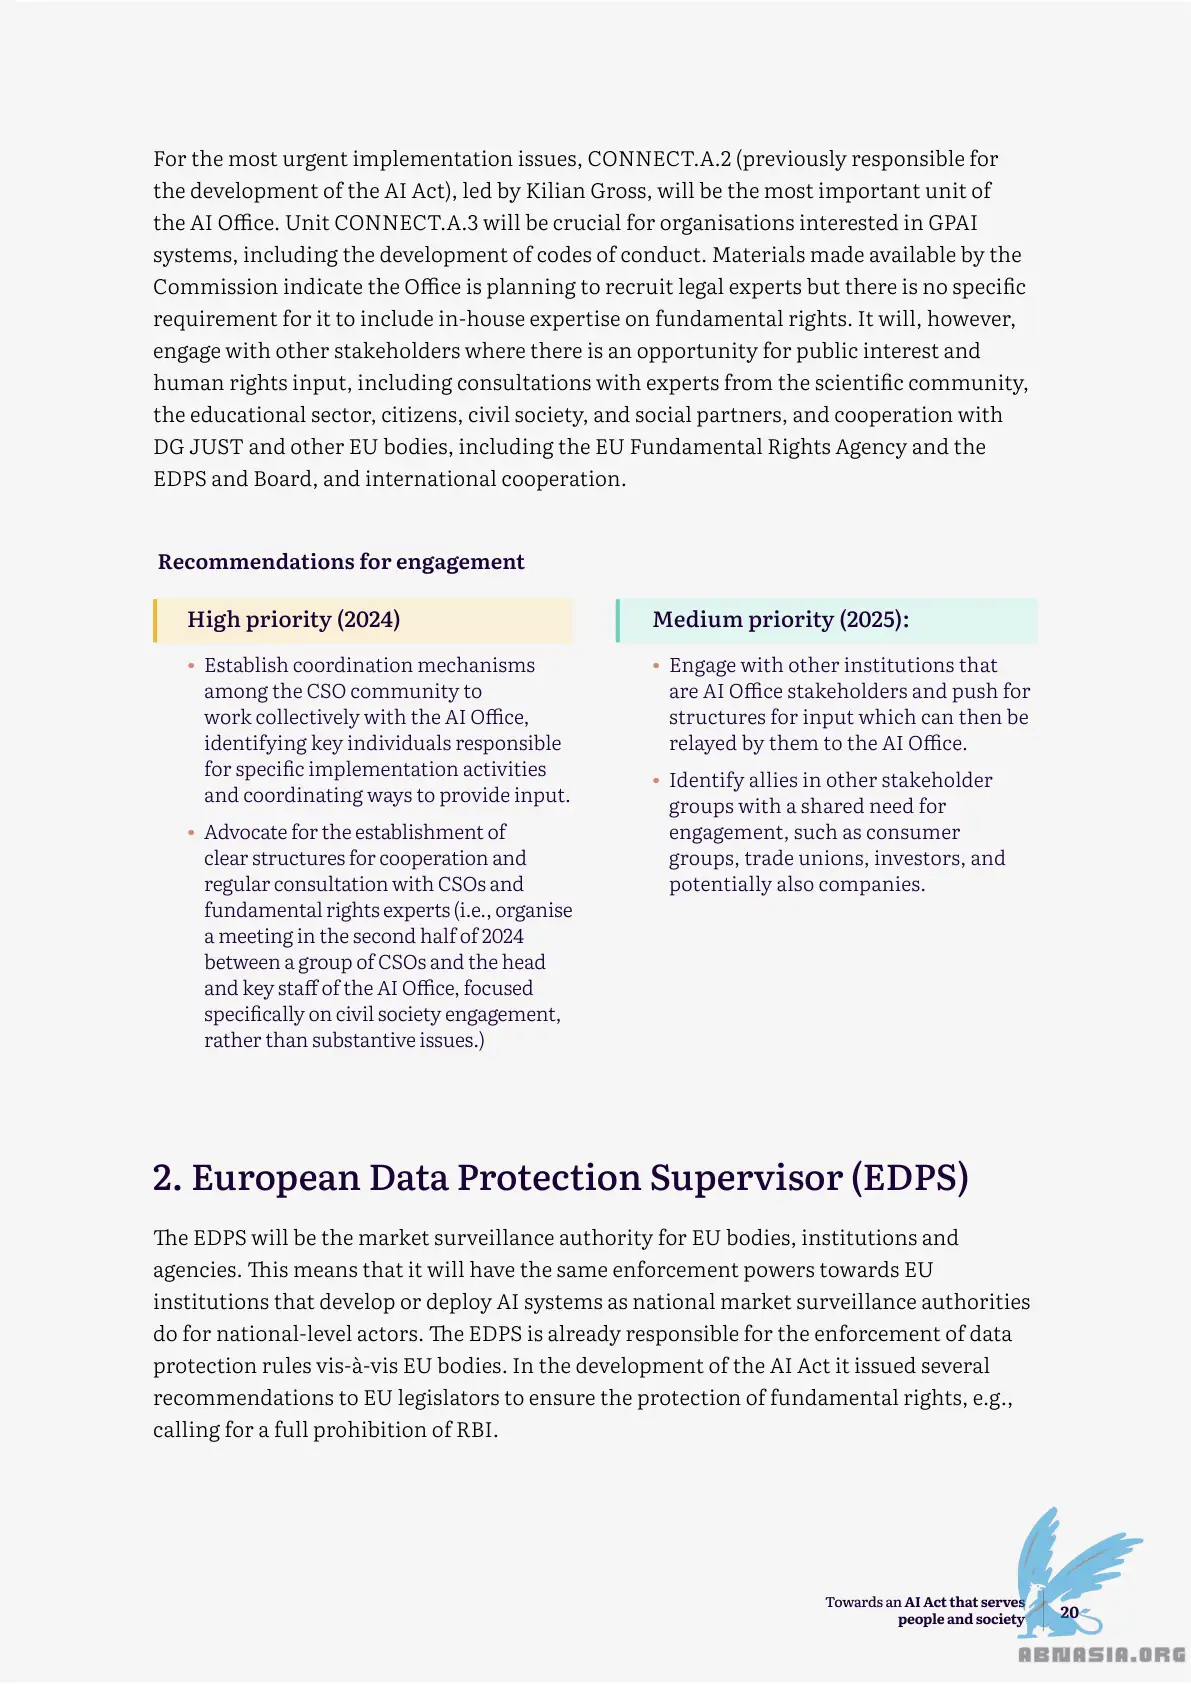 For the most urgent implementation issues, CONNECT.A.2 (previously responsible for
the development of the AI Act), led by Kilian Gross, will be the most important unit of
the AI Office. Unit CONNECT.A.3 will be crucial for organisations interested in GPAI
systems, including the development of codes of conduct. Materials made available by the
Commission indicate the Office is planning to recruit legal experts but there is no specific
requirement for it to include in-house expertise on fundamental rights. It will, however,
engage with other stakeholders where there is an opportunity for public interest and
human rights input, including consultations with experts from the scientific community,
the educational sector, citizens, civil society, and social partners, and cooperation with
DG JUST and other EU bodies, including the EU Fundamental Rights Agency and the
EDPS and Board, and international cooperation.
Recommendations for engagement
High priority (2024)
• Establish coordination mechanisms
among the CSO community to
work collectively with the AI Office,
identifying key individuals responsible
for specific implementation activities
and coordinating ways to provide input.
• Advocate for the establishment of
clear structures for cooperation and
regular consultation with CSOs and
fundamental rights experts (i.e., organise
a meeting in the second half of 2024
between a group of CSOs and the head
and key staff of the AI Office, focused
specifically on civil society engagement,
rather than substantive issues.)
Medium priority (2025):
• Engage with other institutions that
are AI Office stakeholders and push for
structures for input which can then be
relayed by them to the AI Office.
• Identify allies in other stakeholder
groups with a shared need for
engagement, such as consumer
groups, trade unions, investors, and
potentially also companies.
2. European Data Protection Supervisor (EDPS)
The EDPS will be the market surveillance authority for EU bodies, institutions and
agencies. This means that it will have the same enforcement powers towards EU
institutions that develop or deploy AI systems as national market surveillance authorities
do for national-level actors. The EDPS is already responsible for the enforcement of data
protection rules vis-à-vis EU bodies. In the development of the AI Act it issued several
recommendations to EU legislators to ensure the protection of fundamental rights, e.g.,
calling for a full prohibition of RBI.
Towards an AI Act that serves
people and society
20
ABNASIA.ORG